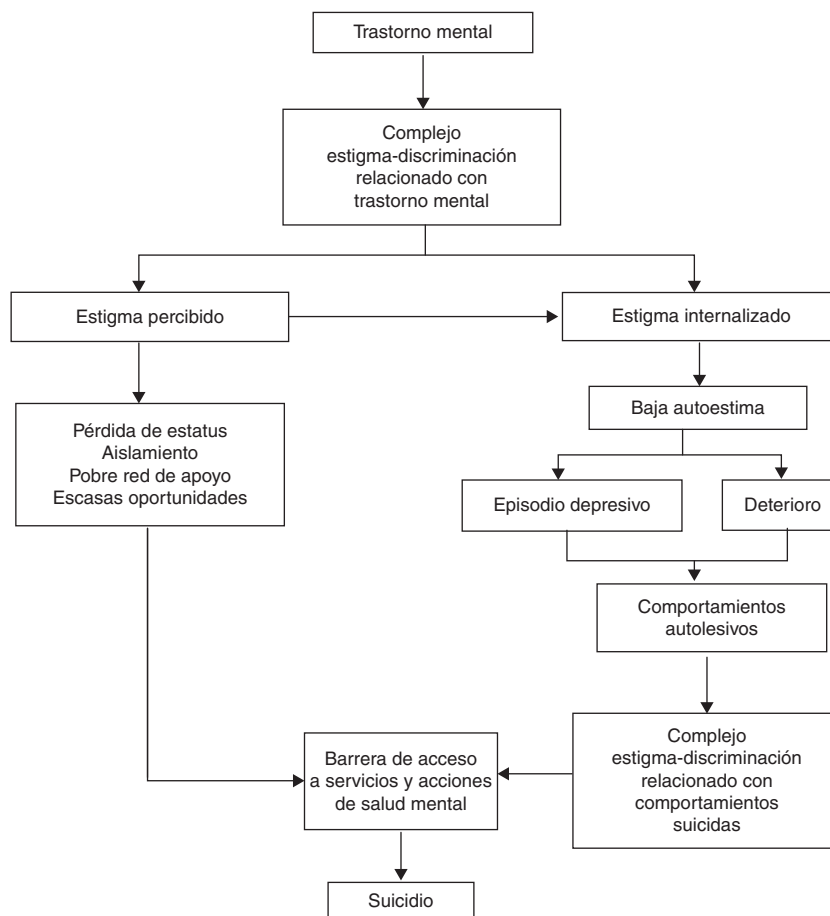 Trastorno mental
Complejo
estigma-discriminación
relacionado con
trastorno mental
Estigma percibido
Estigma internalizado
Baja autoestima
Pérdida de estatus
Aislamiento
Pobre red de apoyo
Escasas oportunidades
Episodio depresivo
Deterioro
Comportamientos
autolesivos
Barrera de acceso
a servicios y acciones
de salud mental
Complejo
estigma-discriminación
relacionado con
comportamientos
suicidas
Suicidio